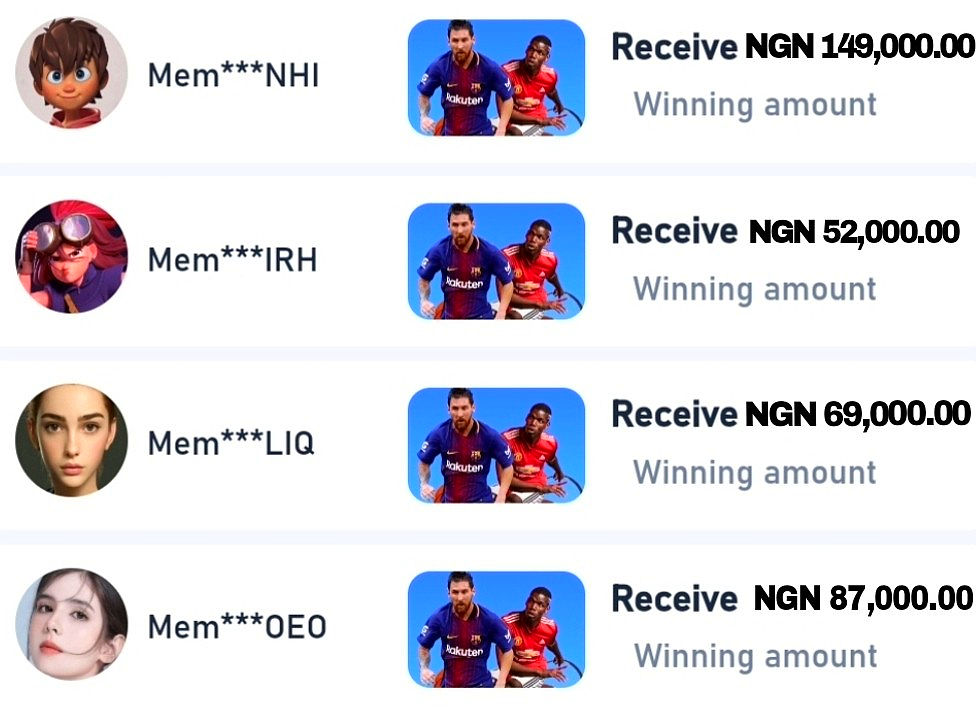 Mem***NHI
Rakuten
Receive NGN 149,000.00
Winning amount
Mem***IRH
Rakuten
Receive NGN 52,000.00
Winning amount
Mem***LIQ
Rakuten
Receive NGN 69,000.00
Winning amount
Mem***OEO
Rakuten
Receive NGN 87,000.00
Winning amount